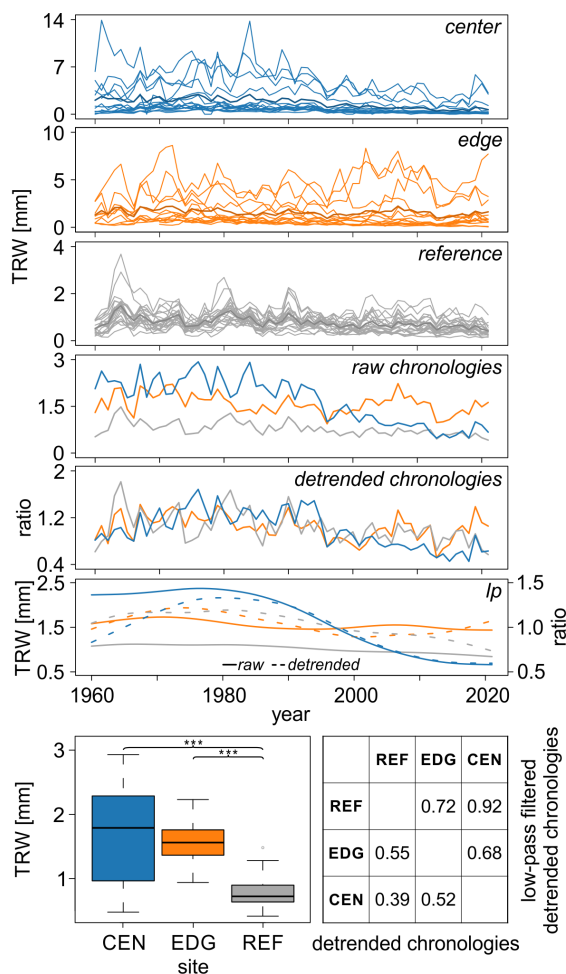 center
14
7
0
edge
10
5
0
TRW [mm]
reference
4
2
0
raw chronologies
3
1.5
0
detrended chronologies
2
1.2
0.4
ratio
lp
2.5
1.5
0.5
TRW [mm]
1.5
1.0
0.5
ratio
raw
detrended
1960
1980
2000
2020
year
TRW [mm]
3
2
1
***
***
CEN
EDG
REF
site
REF EDG CEN
REF 0.72 0.92
EDG 0.55 0.68
CEN 0.39 0.52
detrended chronologies
low-pass filtered
detrended chronologies